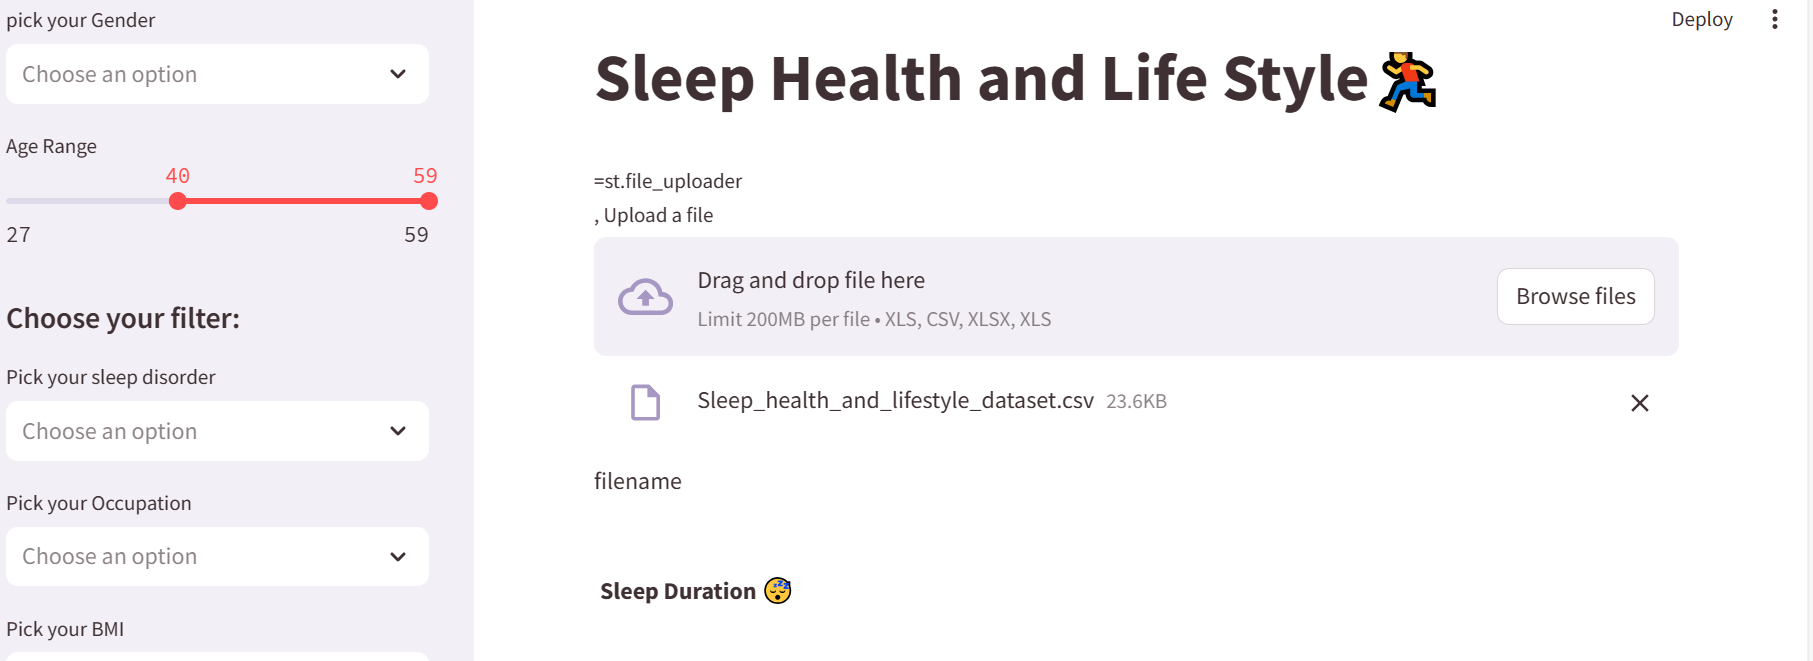 pick your Gender
Choose an option
Age Range
40 59
27 59
Choose your filter:
Pick your sleep disorder
Choose an option
Pick your Occupation
Choose an option
Pick your BMI
Deploy
Sleep Health and Life Style
=st.file_uploader
, Upload a file
Drag and drop file here
Limit 200MB per file • XLS, CSV, XLSX, XLS
Browse files
Sleep_health_and_lifestyle_dataset.csv 23.6KB
filename
Sleep Duration 😴